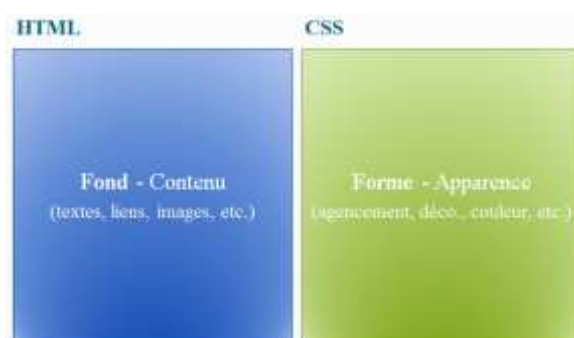 HTML
Fond - Contenu
(textes, liens, images, etc.)
CSS
Forme - Apparence
(agencement, déco., couleur, etc.)